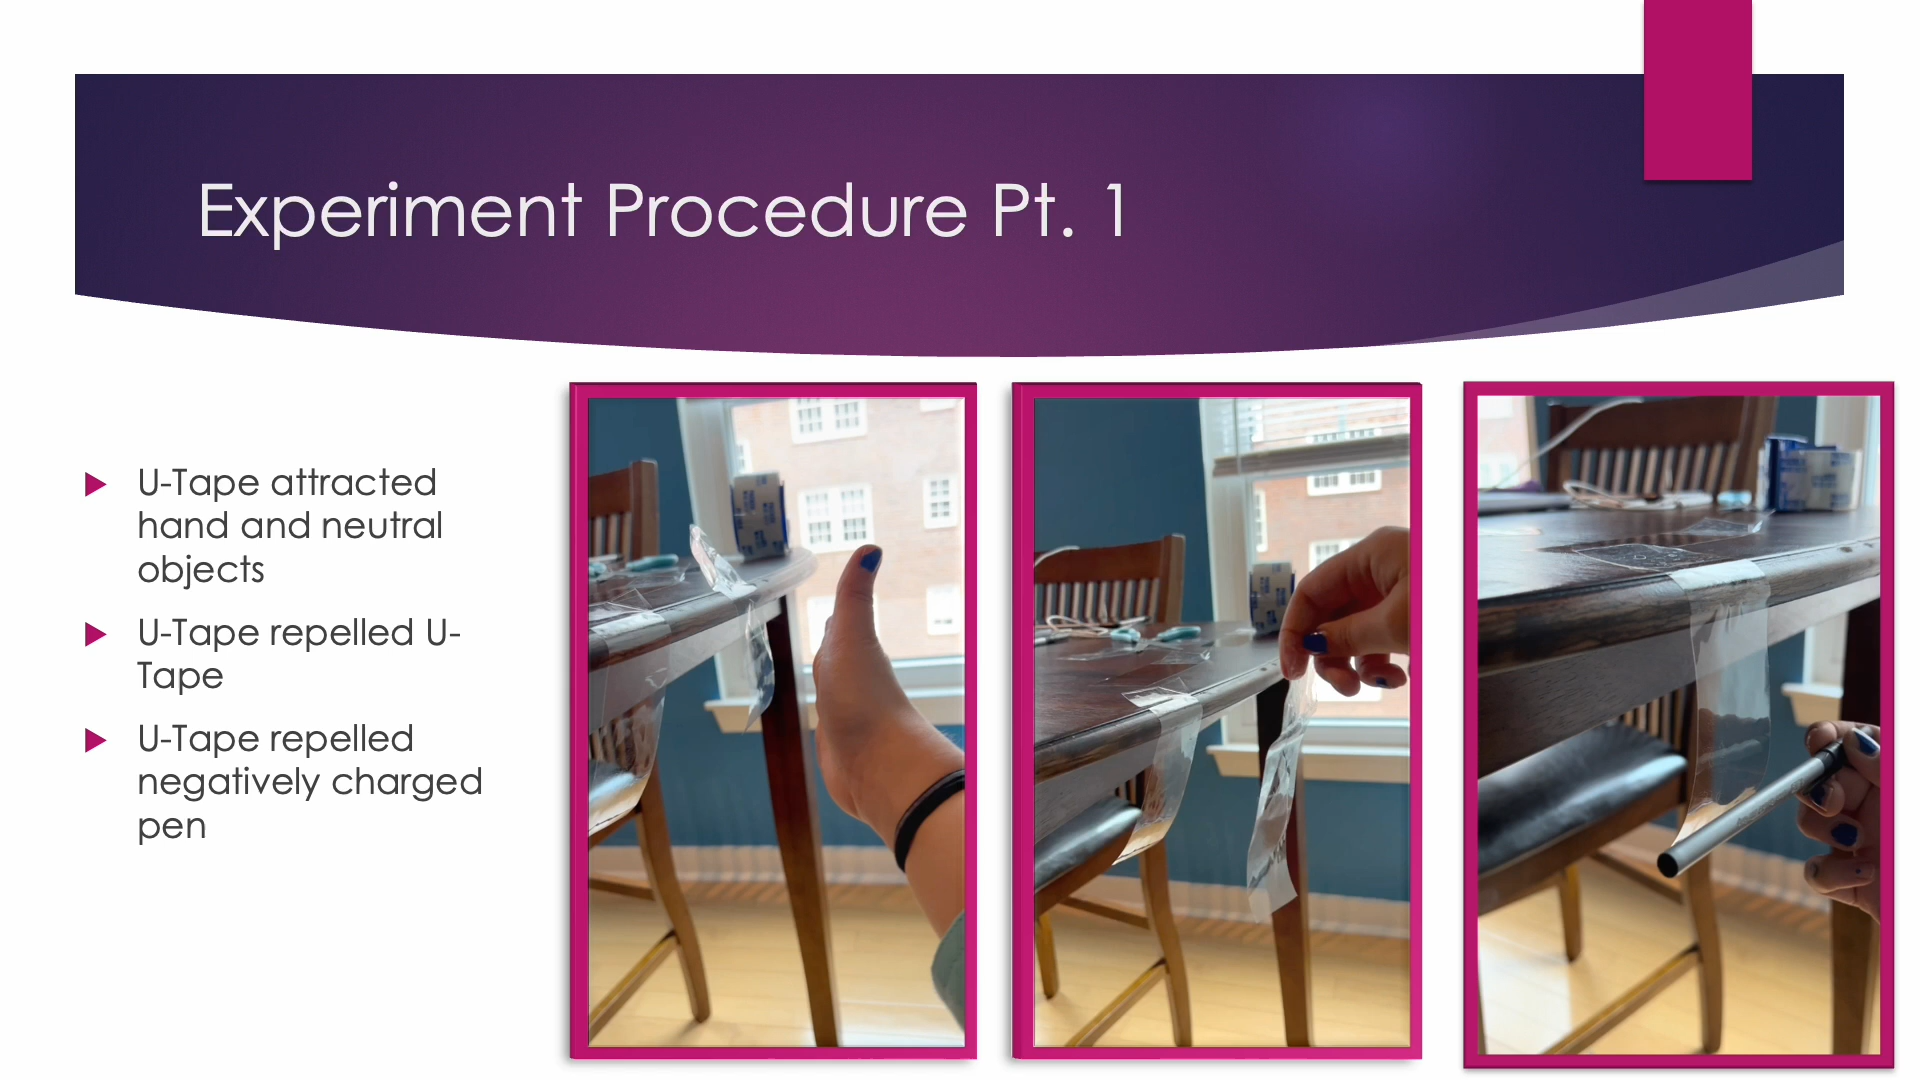 Experiment Procedure Pt. 1
U-Tape attracted
hand and neutral
objects
U-Tape repelled U-
Tape
U-Tape repelled
negatively charged
pen